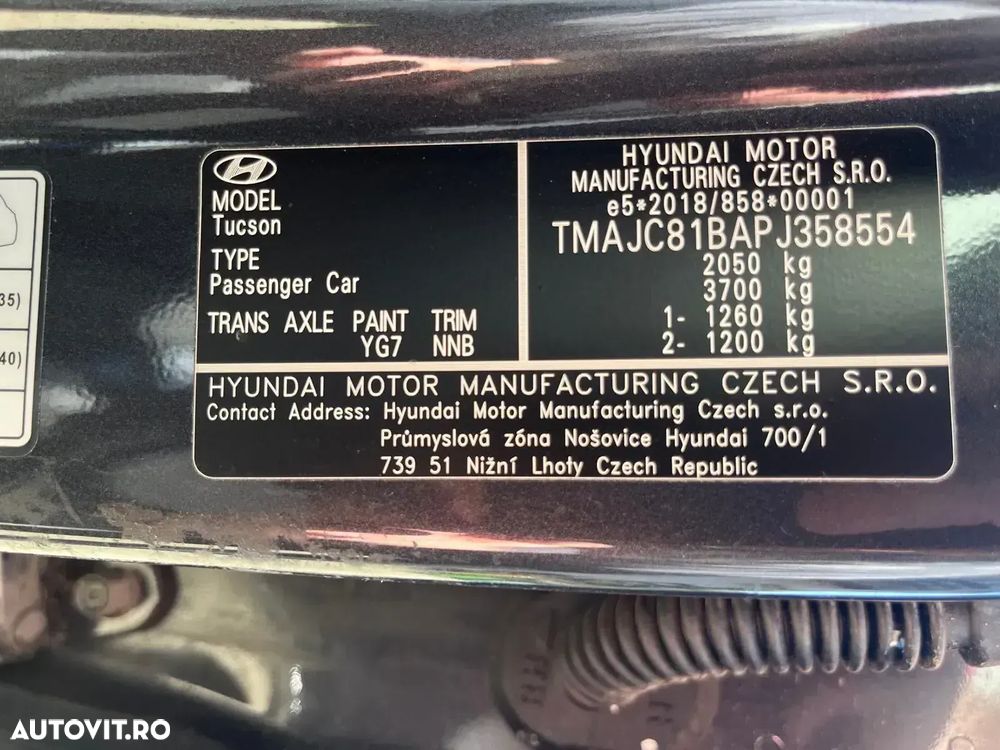 MODEL
Tucson
TYPE
Passenger Car
TRANS AXLE PAINT TRIM
YG7 NNB
HYUNDAI MOTOR
MANUFACTURING CZECH S.R.O.
e5*2018/858*00001
TMAJC81BAPJ358554
2050 kg
3700 kg
1- 1260 kg
2- 1200 kg
HYUNDAI MOTOR MANUFACTURING CZECH S.R.O.
Contact Address: Hyundai Motor Manufacturing Czech s.r.o.
Průmyslová zóna Nošovice Hyundai 700/1
739 51 Nižní Lhoty Czech Republic
35)
40)
AUTOVIT.RO